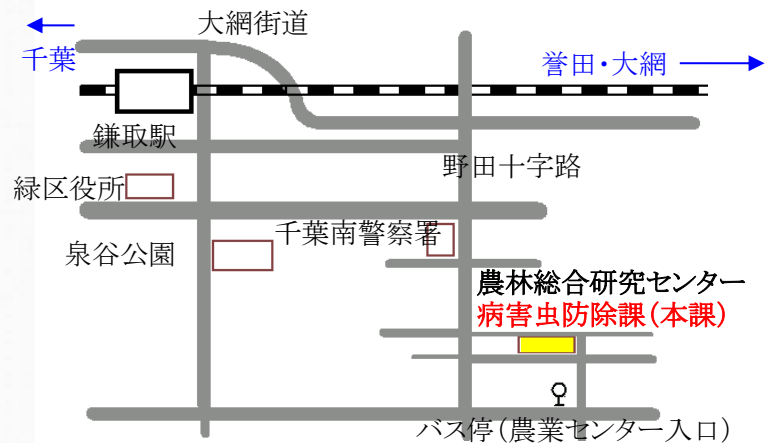 大網街道
千葉
誉田・大網
鎌取駅
野田十字路
緑区役所
千葉南警察署
泉谷公園
農林総合研究センター
病害虫防除課(本課)
バス停(農業センター入口)